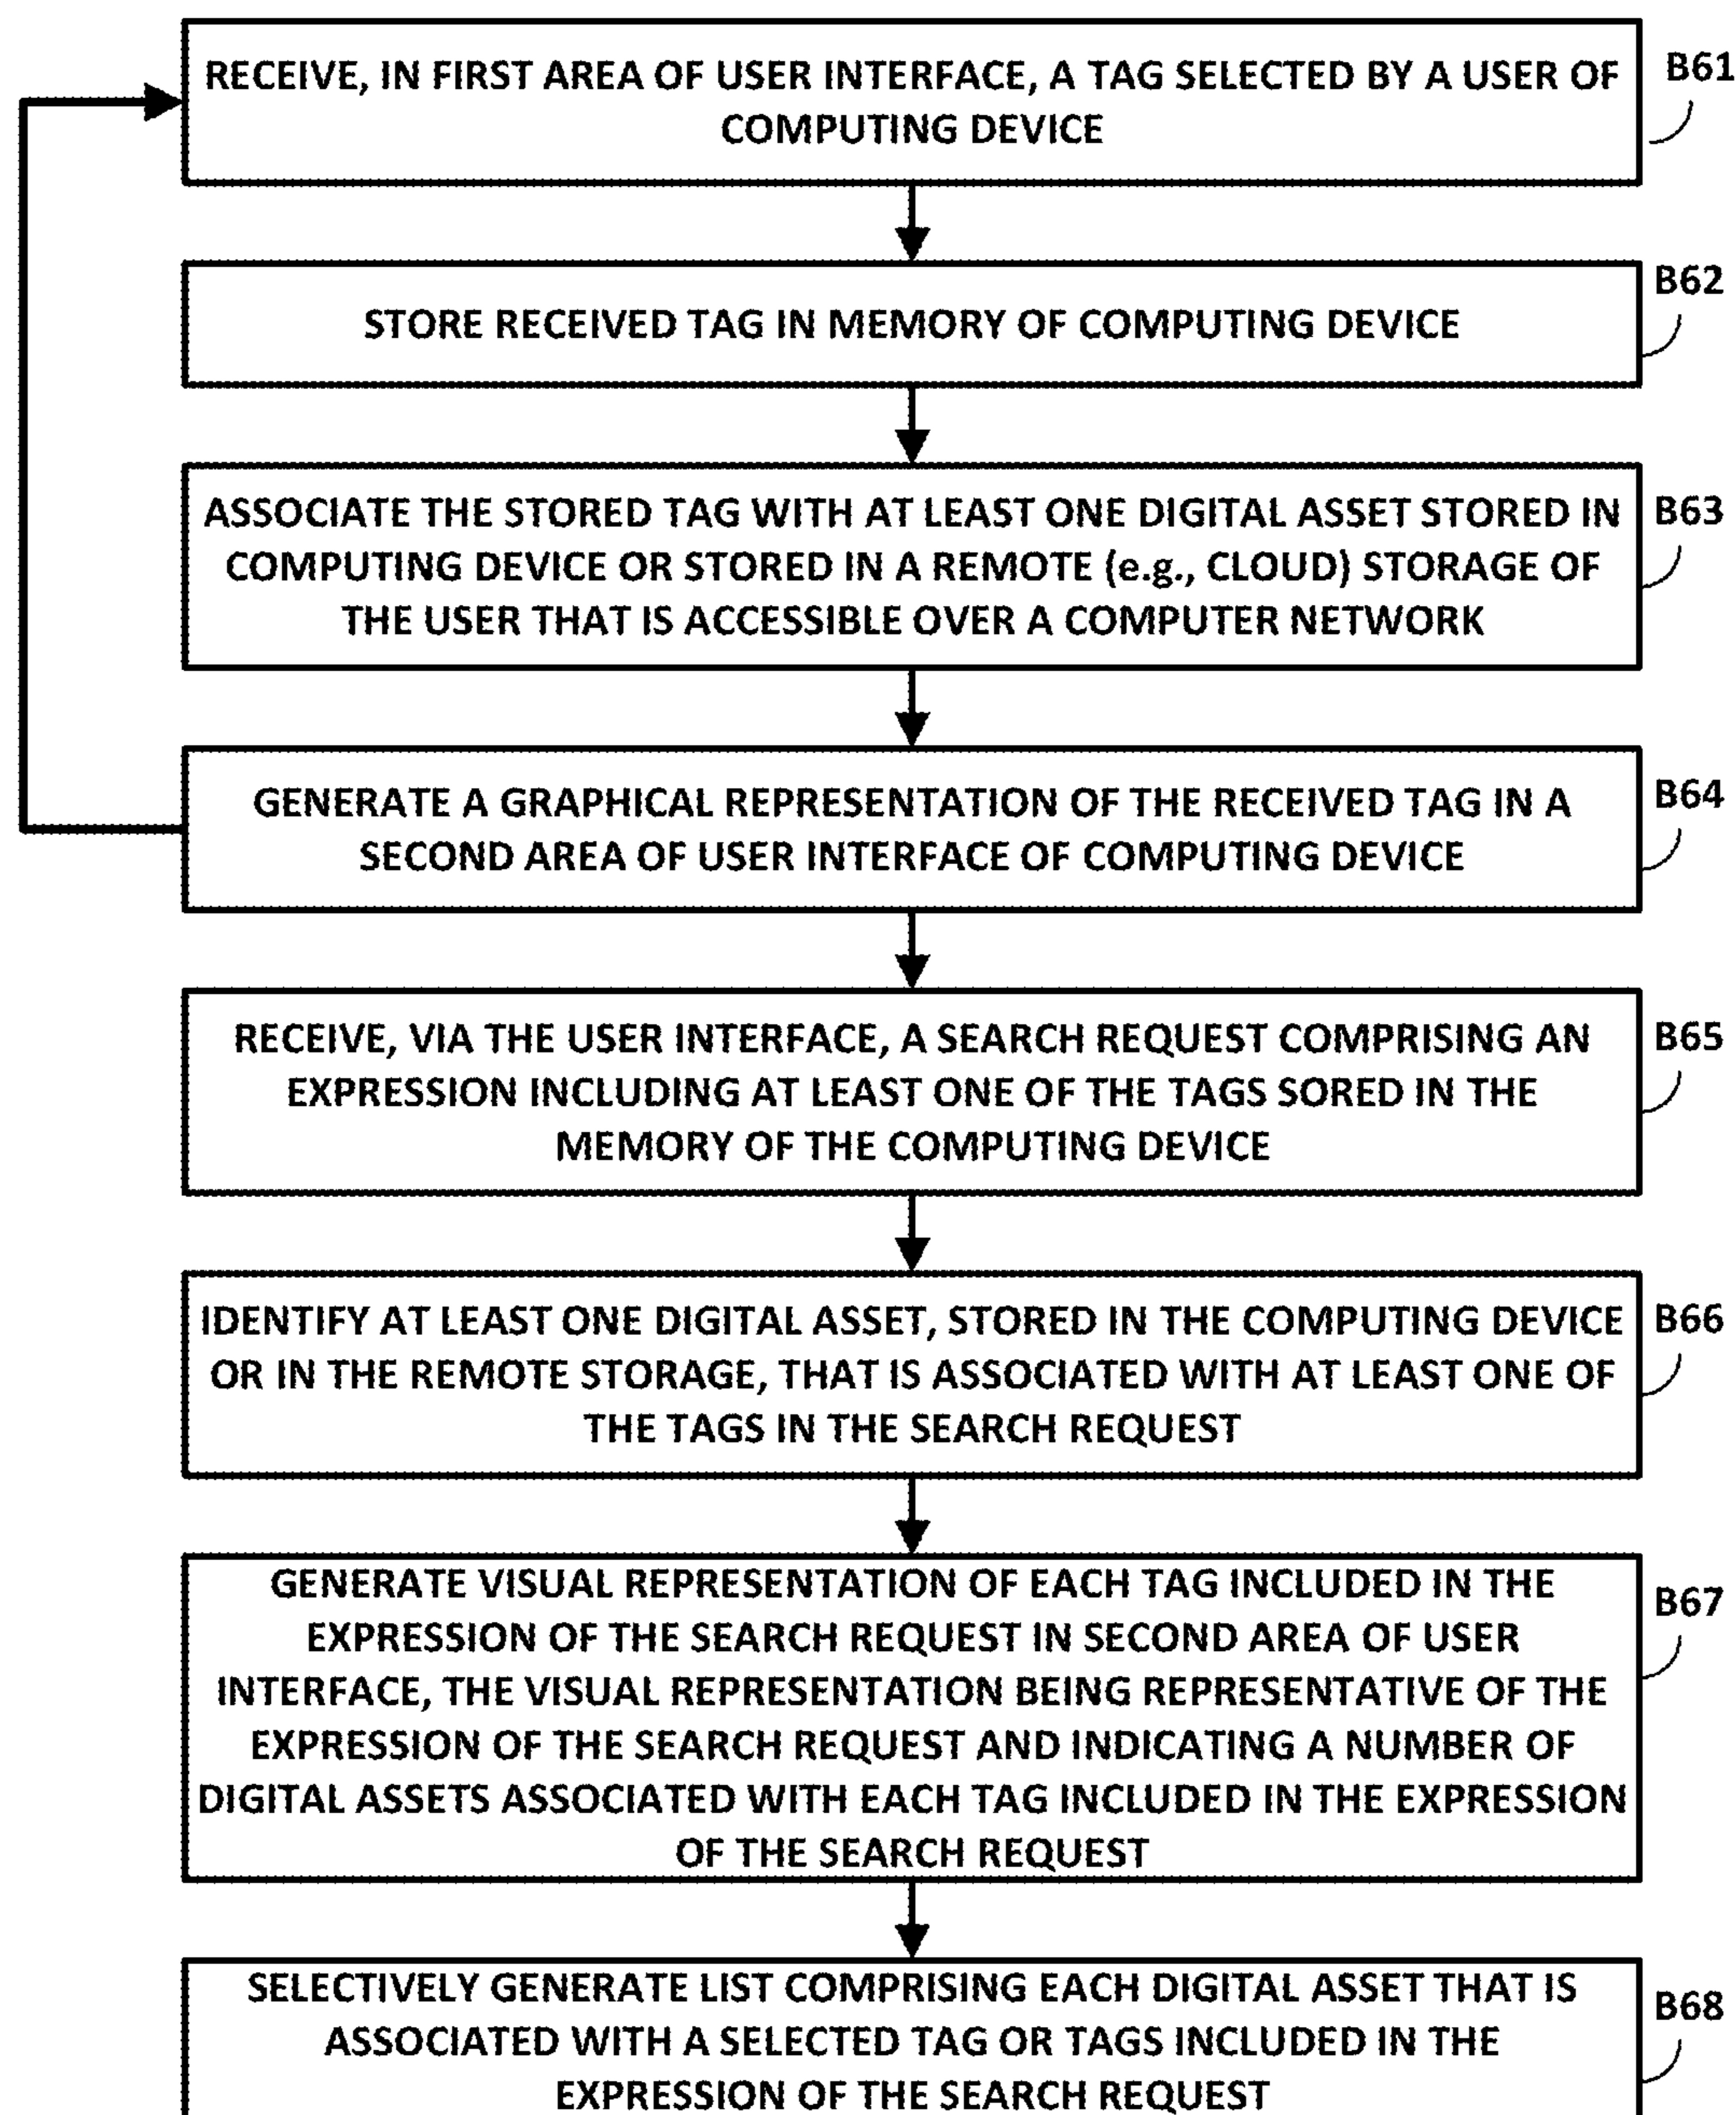 RECEIVE, IN FIRST AREA OF USER INTERFACE, A TAG SELECTED BY A USER OF
COMPUTING DEVICE
B61
STORE RECEIVED TAG IN MEMORY OF COMPUTING DEVICE
B62
ASSOCIATE THE STORED TAG WITH AT LEAST ONE DIGITAL ASSET STORED IN
COMPUTING DEVICE OR STORED IN A REMOTE (e.g., CLOUD) STORAGE OF
THE USER THAT IS ACCESSIBLE OVER A COMPUTER NETWORK
B63
GENERATE A GRAPHICAL REPRESENTATION OF THE RECEIVED TAG IN A
SECOND AREA OF USER INTERFACE OF COMPUTING DEVICE
B64
RECEIVE, VIA THE USER INTERFACE, A SEARCH REQUEST COMPRISING AN
EXPRESSION INCLUDING AT LEAST ONE OF THE TAGS SORED IN THE
MEMORY OF THE COMPUTING DEVICE
B65
IDENTIFY AT LEAST ONE DIGITAL ASSET, STORED IN THE COMPUTING DEVICE
OR IN THE REMOTE STORAGE, THAT IS ASSOCIATED WITH AT LEAST ONE OF
THE TAGS IN THE SEARCH REQUEST
B66
GENERATE VISUAL REPRESENTATION OF EACH TAG INCLUDED IN THE
EXPRESSION OF THE SEARCH REQUEST IN SECOND AREA OF USER
INTERFACE, THE VISUAL REPRESENTATION BEING REPRESENTATIVE OF THE
EXPRESSION OF THE SEARCH REQUEST AND INDICATING A NUMBER OF
DIGITAL ASSETS ASSOCIATED WITH EACH TAG INCLUDED IN THE EXPRESSION
OF THE SEARCH REQUEST
B67
SELECTIVELY GENERATE LIST COMPRISING EACH DIGITAL ASSET THAT IS
ASSOCIATED WITH A SELECTED TAG OR TAGS INCLUDED IN THE
EXPRESSION OF THE SEARCH REQUEST
B68